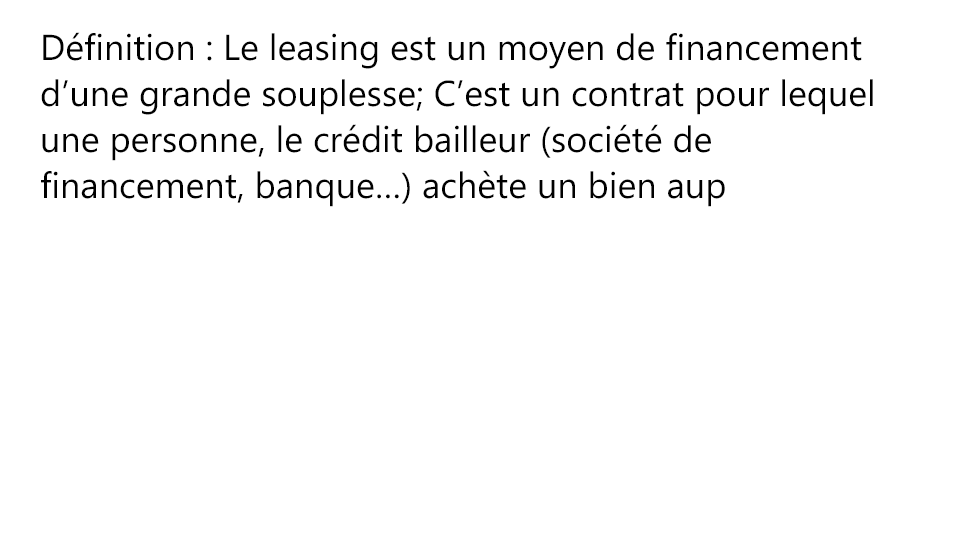 Définition : Le leasing est un moyen de financement
d’une grande souplesse; C’est un contrat pour lequel
une personne, le crédit bailleur (société de
financement, banque…) achète un bien aup